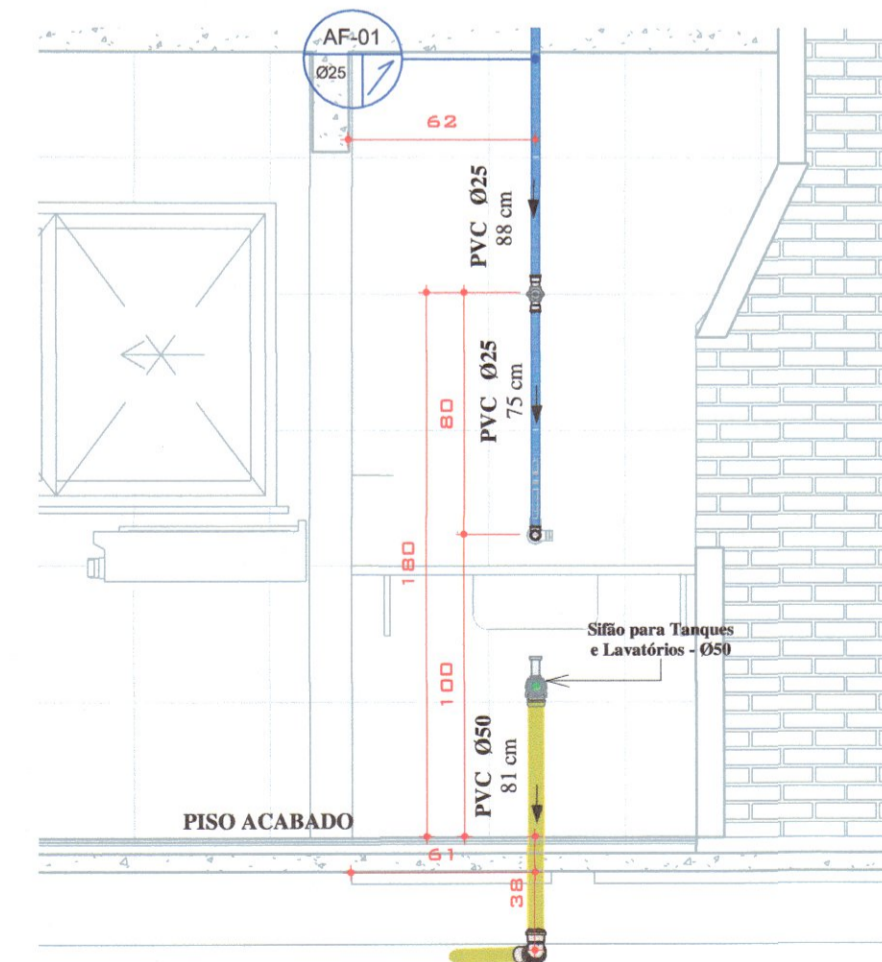 AF-01
Ø25
62
PVC Ø25
88 cm
80
PVC Ø25
75 cm
180
Sifão para Tanques
e Lavatórios - Ø50
100
PVC Ø50
81 cm
PISO ACABADO
61
38